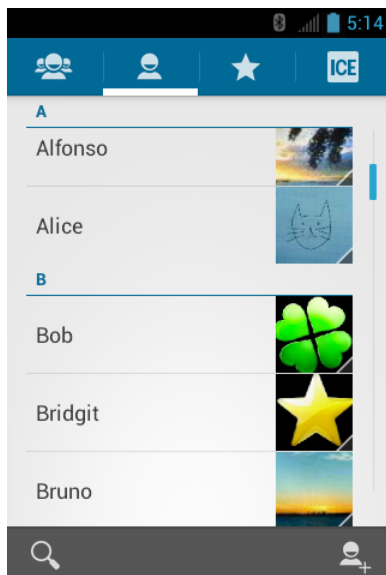 5:14
ICE
A
Alfonso
Alice
B
Bob
Bridgit
Bruno